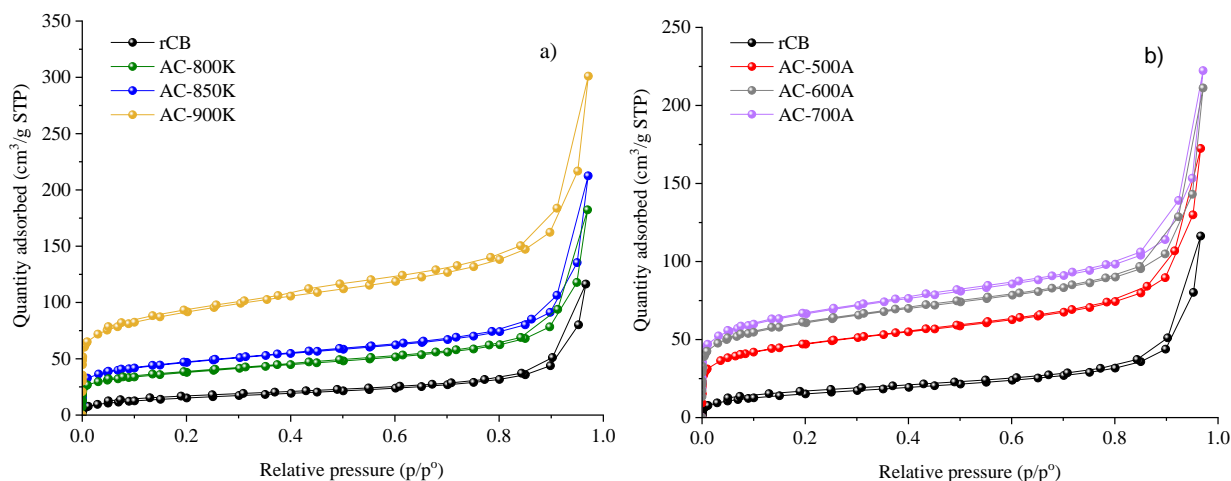 a)
rCB
AC-800K
AC-850K
AC-900K
Quantity adsorbed (cm³/g STP)
350
300
250
200
150
100
50
0
0.0 0.2 0.4 0.6 0.8 1.0
Relative pressure (p/pᵒ)
b)
rCB
AC-500A
AC-600A
AC-700A
Quantity adsorbed (cm³/g STP)
250
200
150
100
50
0
0.0 0.2 0.4 0.6 0.8 1.0
Relative pressure (p/pᵒ)